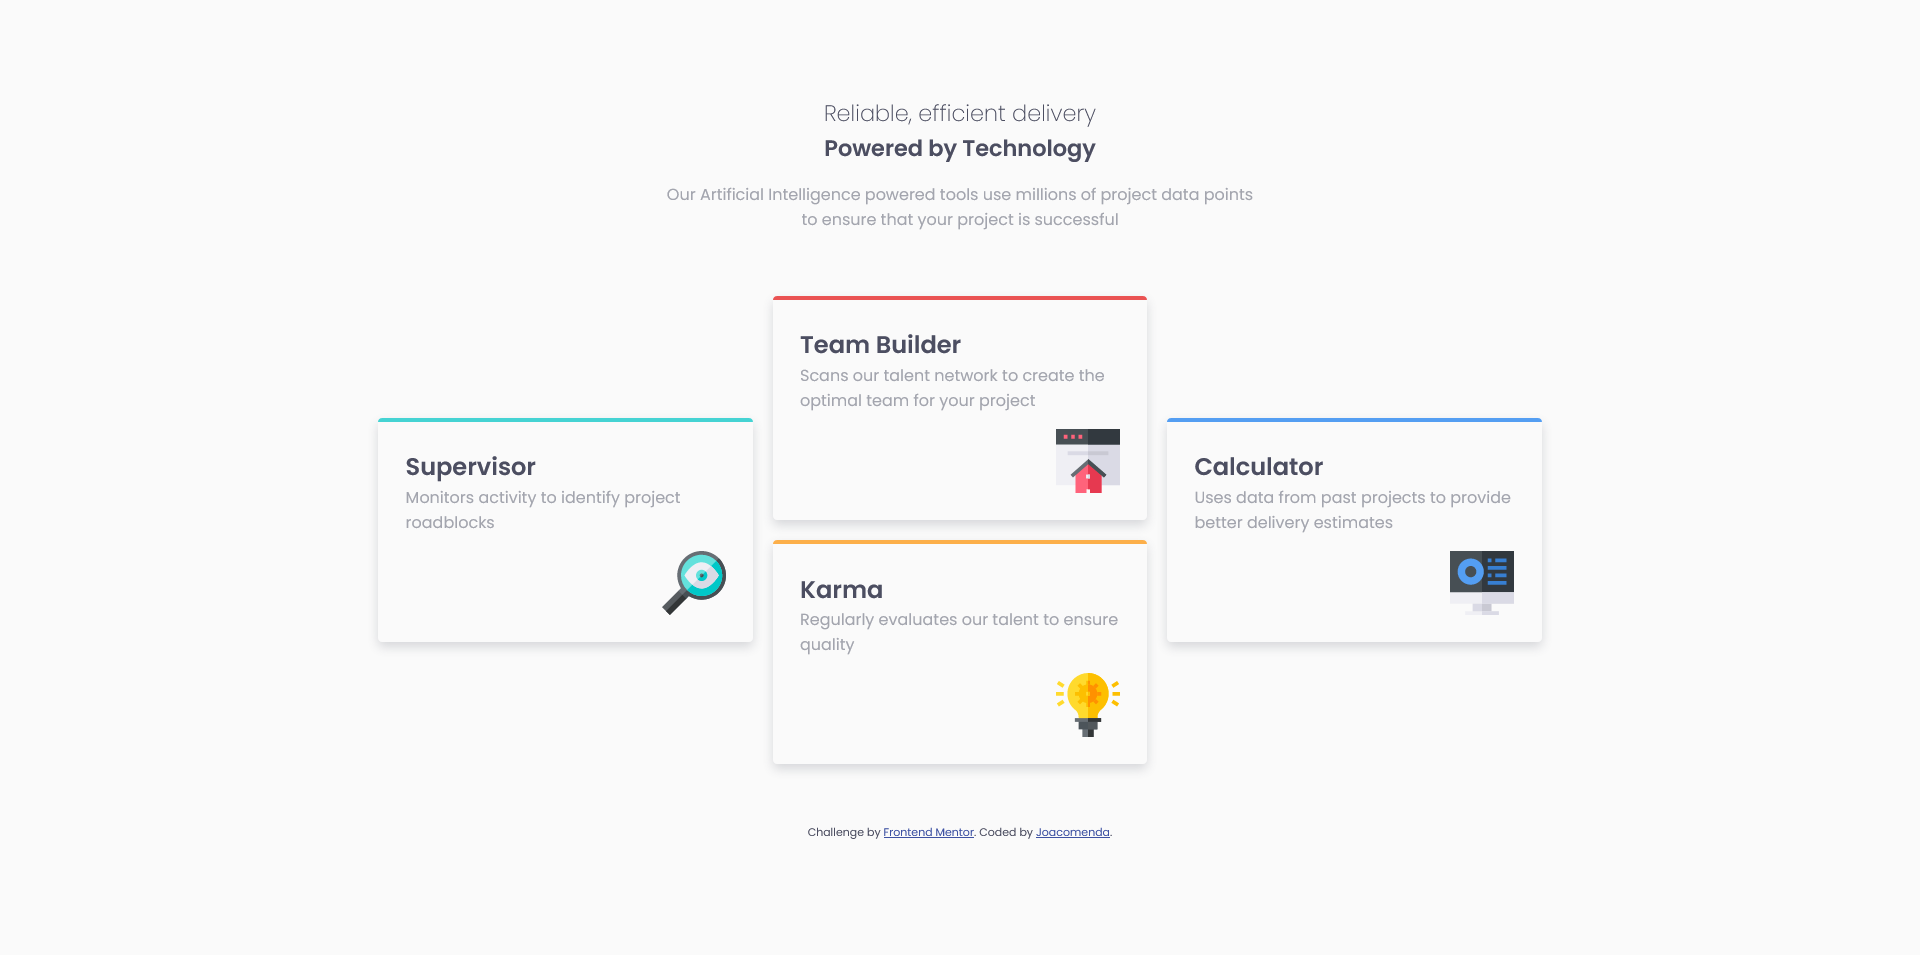 Reliable, efficient delivery
Powered by Technology
Our Artificial Intelligence powered tools use millions of project data points
to ensure that your project is successful
Supervisor
Monitors activity to identify project
roadblocks
Team Builder
Scans our talent network to create the
optimal team for your project
Karma
Regularly evaluates our talent to ensure
quality
Calculator
Uses data from past projects to provide
better delivery estimates
Challenge by Frontend Mentor. Coded by Joacomenda.